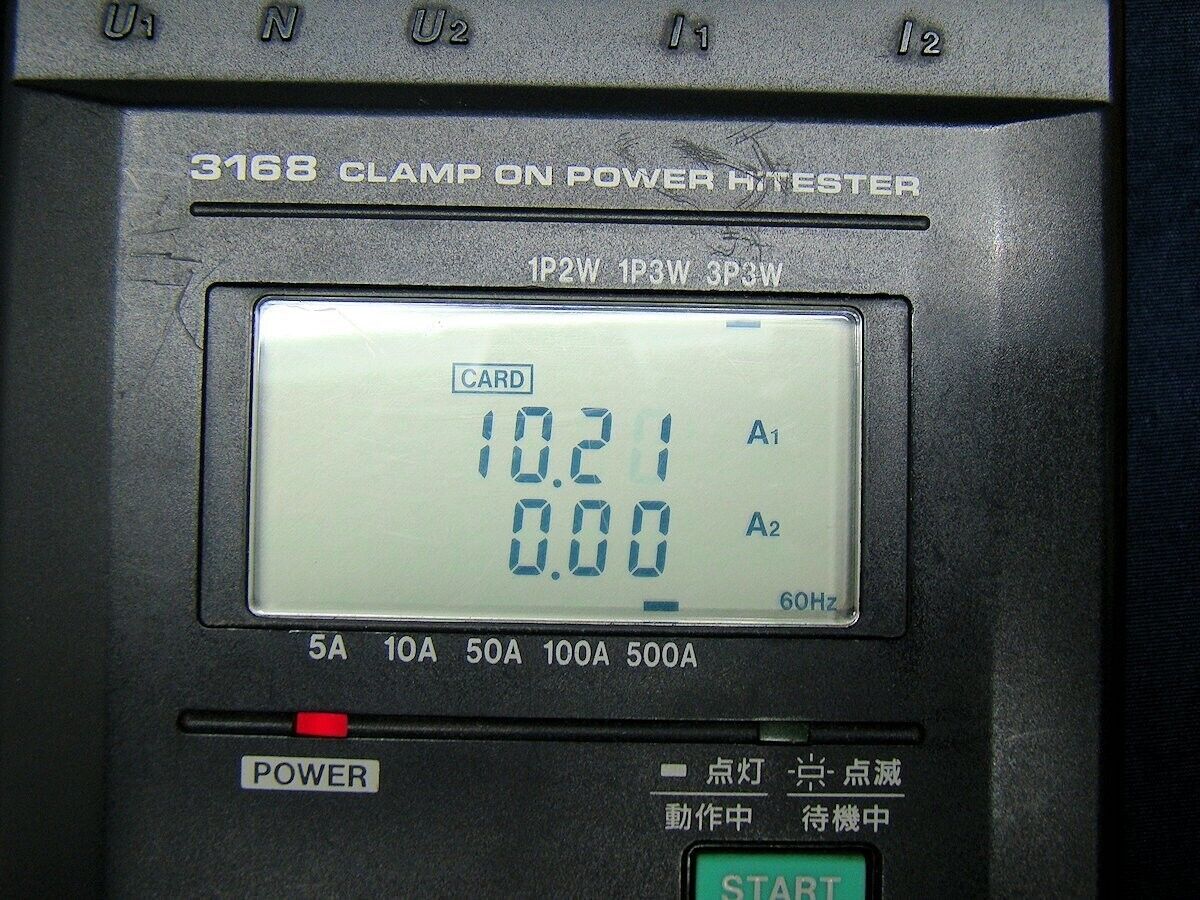 U1 N U2 I1 I2
3168 CLAMP ON POWER HiTESTER
1P2W 1P3W 3P3W
CARD
10.21 A1
0.00 A2
60Hz
5A 10A 50A 100A 500A
POWER
点灯 点滅
動作中 待機中
START